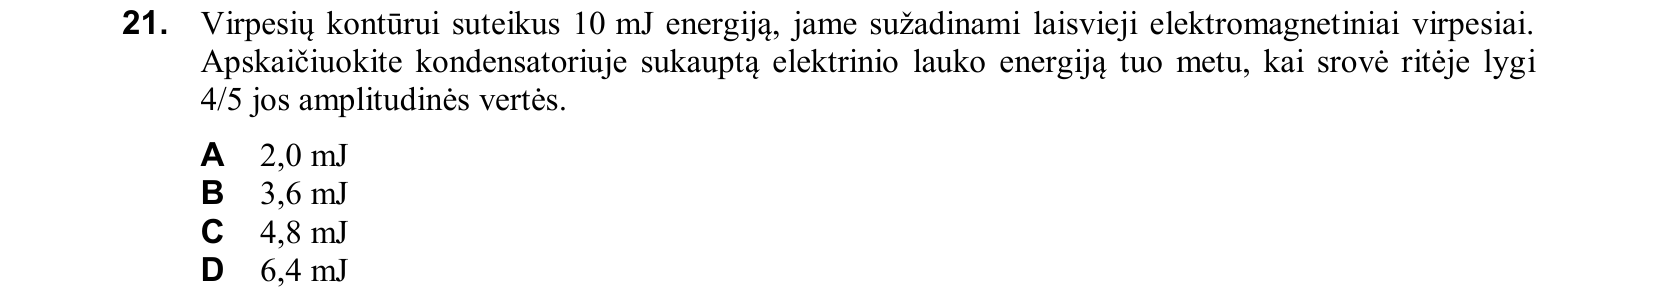 21. Virpesių kontūrui suteikus 10 mJ energiją, jame sužadinami laisvieji elektromagnetiniai virpesiai.
Apskaičiuokite kondensatoriuje sukauptą elektrinio lauko energiją tuo metu, kai srovė ritėje lygi
4/5 jos amplitudinės vertės.
A 2,0 mJ
B 3,6 mJ
C 4,8 mJ
D 6,4 mJ